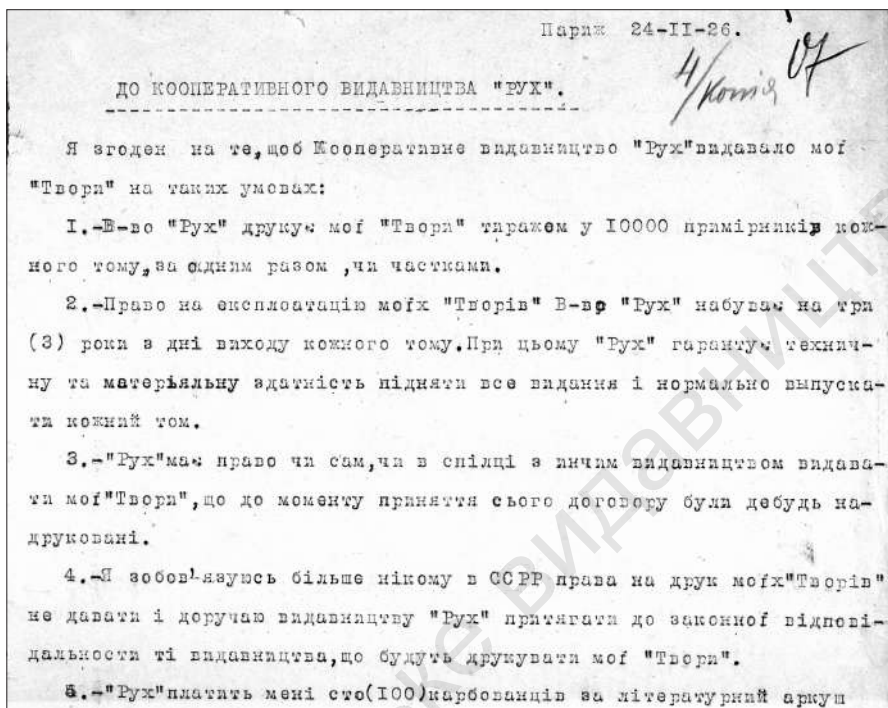 Париж 24-II-26.
4/Копія 07
ДО КООПЕРАТИВНОГО ВИДАВНИЦТВА "РУХ".
Я згоден на те,щоб Кооперативне видавництво "Рух"видавало мої
"Твори" на таких умовах:
I.-В-во "Рух" друкує мої "Твори" тиражем у I0000 примірників кож-
ного тому,за одним разом ,чи частками.
2.-Право на експлоатацію моїх "Творів" В-во "Рух" набуває на три
(3) роки з дні виходу кожного тому.При цьому "Рух" гарантує технич-
ну та матеріяльну здатність підняти все видання і нормально выпуска-
ти кожний том.
3.-"Рух"має право чи сам,чи в спілці з инчим видавництвом видава-
ти мої"Твори",що до моменту приняття сього договору були дебудь на-
друковані.
4.-Я зобов'язуюсь більше нікому в ССРР права на друк моїх"Творів"
не давати і доручаю видавництву "Рух" притягати до законної відпові-
дальности ті видавництва,що будуть друкувати мої "Твори".
5.-"Рух"платить мені сто(I00)карбованців за літературний аркуш